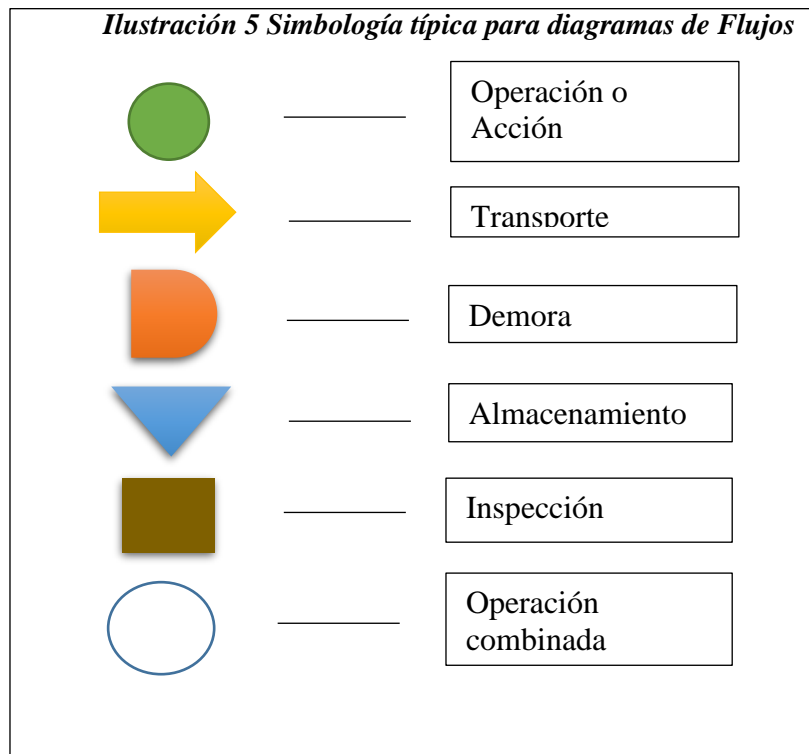 Ilustración 5 Simbología típica para diagramas de Flujos
Operación o
Acción
Transporte
Demora
Almacenamiento
Inspección
Operación
combinada